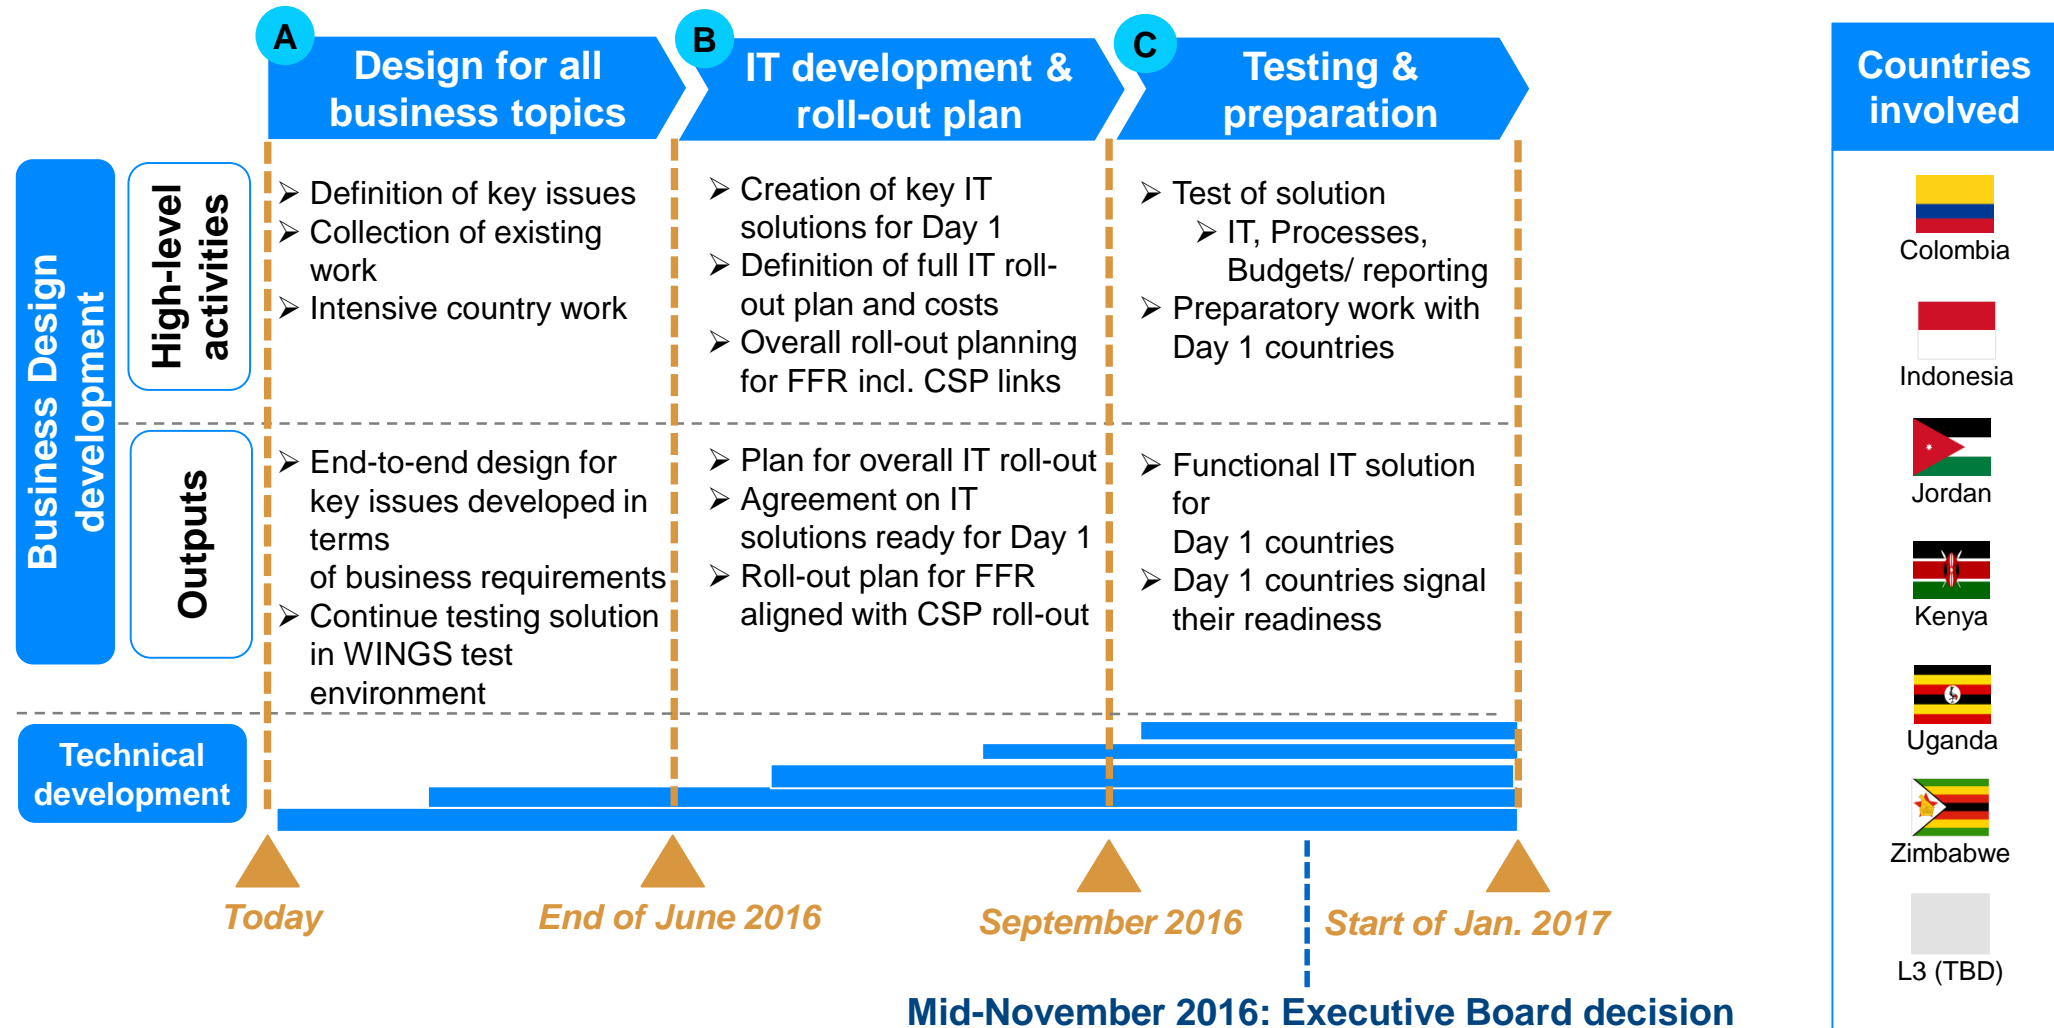 A
Design for all
business topics
B
IT development &
roll-out plan
C
Testing &
preparation
Countries
involved
Business Design
development
High-level
activities
➢ Definition of key issues
➢ Collection of existing
work
➢ Intensive country work
➢ Creation of key IT
solutions for Day 1
➢ Definition of full IT roll-
out plan and costs
➢ Overall roll-out planning
for FFR incl. CSP links
➢ Test of solution
➢ IT, Processes,
Budgets/ reporting
➢ Preparatory work with
Day 1 countries
Outputs
➢ End-to-end design for
key issues developed in
terms
of business requirements
➢ Continue testing solution
in WINGS test
environment
➢ Plan for overall IT roll-out
➢ Agreement on IT
solutions ready for Day 1
➢ Roll-out plan for FFR
aligned with CSP roll-out
➢ Functional IT solution
for
Day 1 countries
➢ Day 1 countries signal
their readiness
Technical
development
Today
End of June 2016
September 2016
Start of Jan. 2017
Mid-November 2016: Executive Board decision
Colombia
Indonesia
Jordan
Kenya
Uganda
Zimbabwe
L3 (TBD)